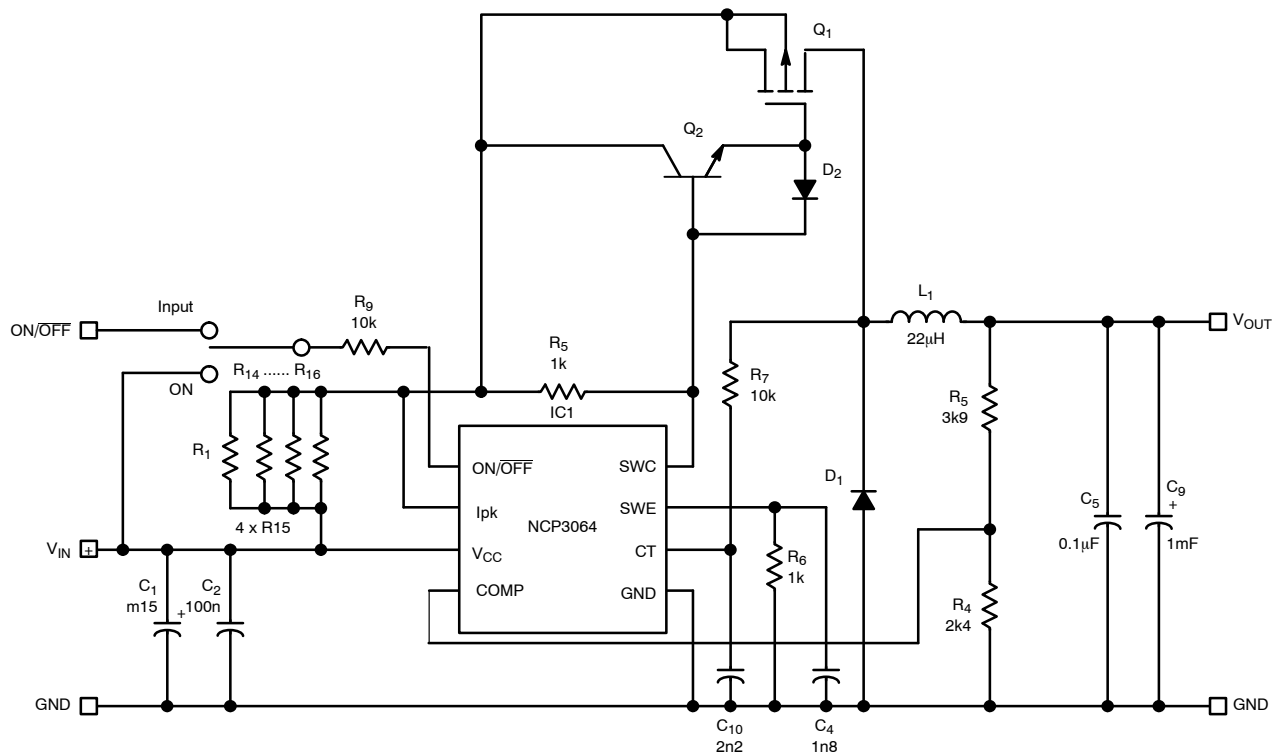 Q1
Q2
D2
Input
ON/OFF
R9
10k
ON
R14 ...... R16
R5
1k
IC1
L1
22μH
VOUT
R7
10k
R5
3k9
R1
4 x R15
ON/OFF
Ipk
VCC
COMP
NCP3064
SWC
SWE
CT
GND
D1
C5
0.1μF
C9
+
1mF
VIN
+
C1
m15
+
C2
100n
R6
1k
R4
2k4
GND
C10
2n2
C4
1n8
GND